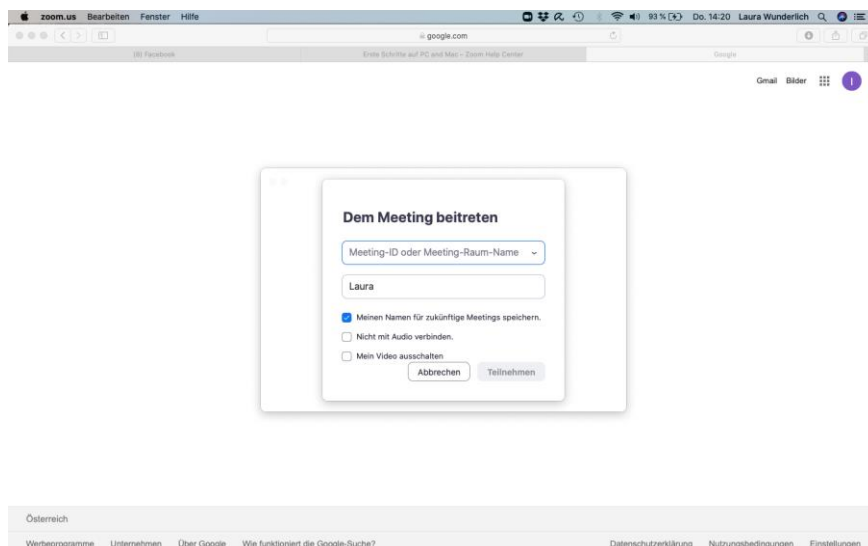 zoom.us Bearbeiten Fenster Hilfe 93 % Do. 14:20 Laura Wunderlich
google.com
(6) Facebook Erste Schritte auf PC and Mac – Zoom Help Center Google
Gmail Bilder I
Dem Meeting beitreten
Meeting-ID oder Meeting-Raum-Name
Laura
Meinen Namen für zukünftige Meetings speichern.
Nicht mit Audio verbinden.
Mein Video ausschalten
Abbrechen Teilnehmen
Österreich
Werbeprogramme Unternehmen Über Google Wie funktioniert die Google-Suche? Datenschutzerklärung Nutzungsbedingungen Einstellungen